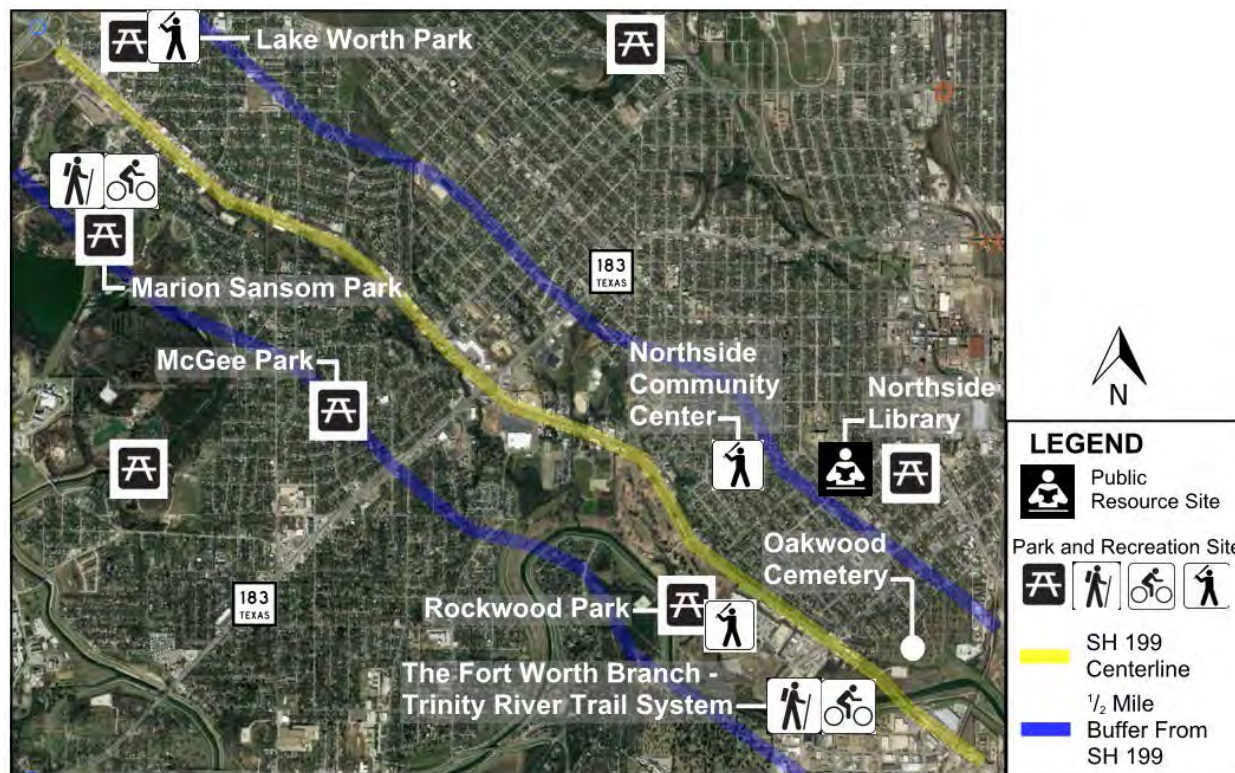 Lake Worth Park
Marion Sansom Park
183
TEXAS
McGee Park
Northside
Community
Center
Northside
Library
Oakwood
Cemetery
183
TEXAS
Rockwood Park
The Fort Worth Branch -
Trinity River Trail System
N
LEGEND
Public
Resource Site
Park and Recreation Site
SH 199
Centerline
1/2 Mile
Buffer From
SH 199